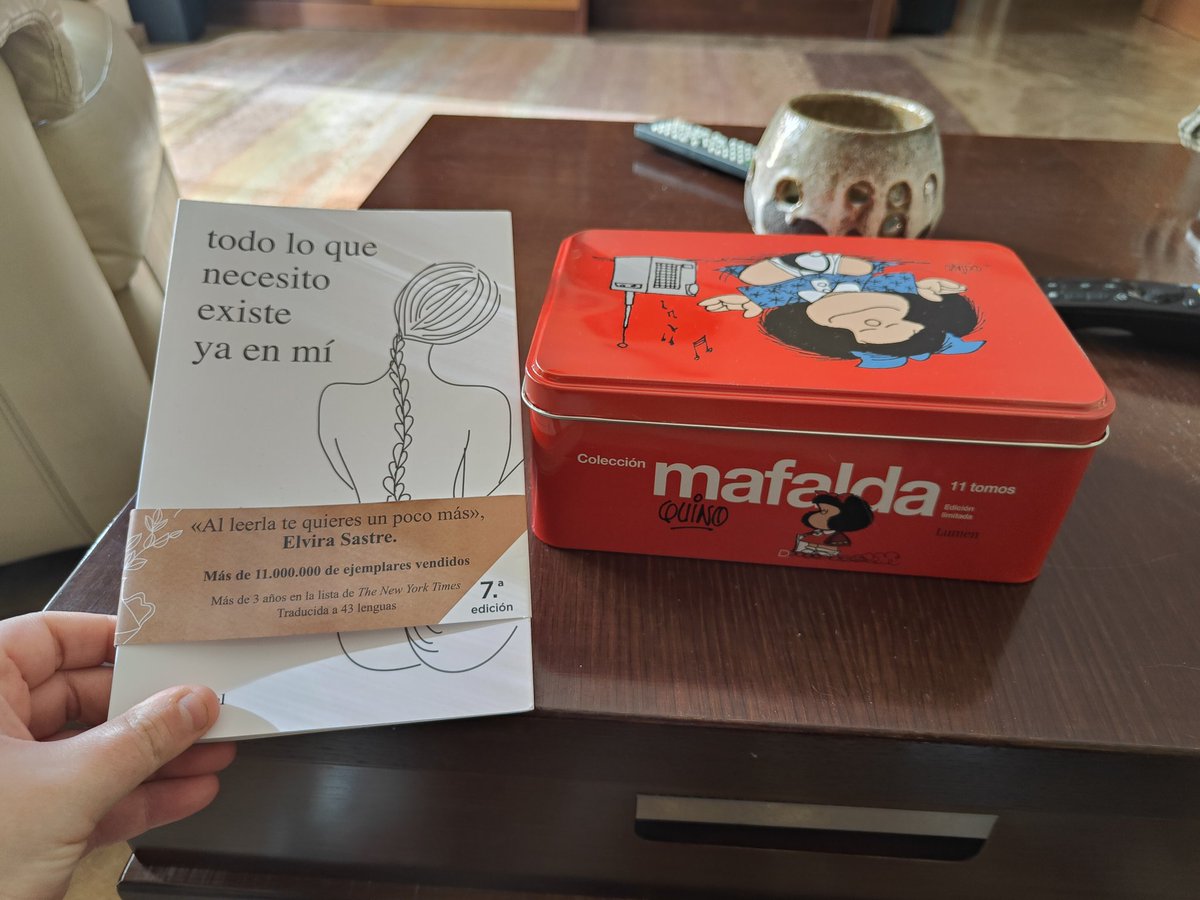 todo lo que
necesito
existe
ya en mí
«Al leerla te quieres un poco más»,
Elvira Sastre.
Más de 11.000.000 de ejemplares vendidos
Más de 3 años en la lista de The New York Times
Traducida a 43 lenguas
7.ª
edición
Colección
mafalda
11 tomos
Edición
limitada
QUINO
Lumen